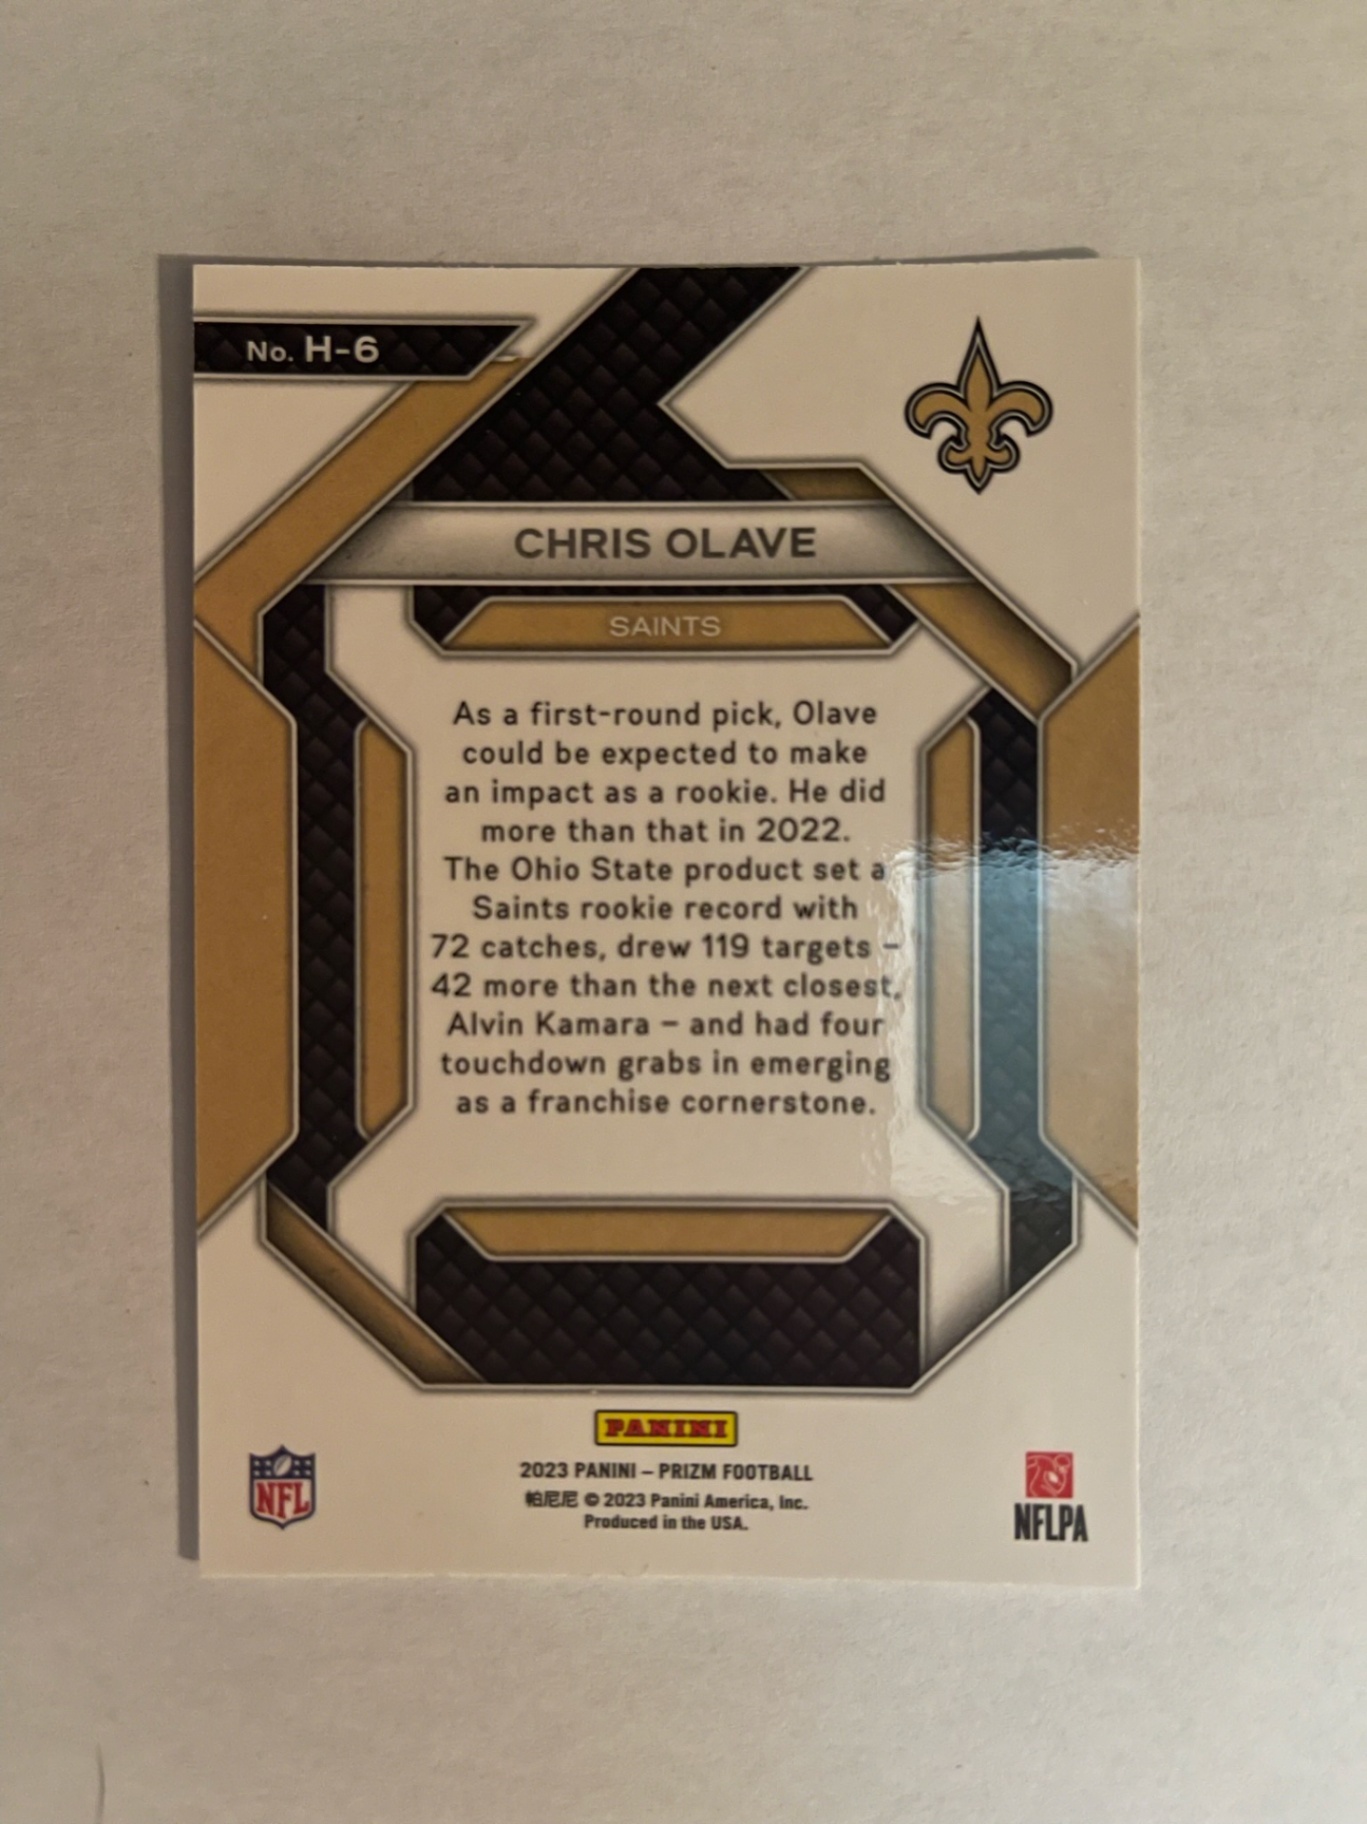 No. H-6
CHRIS OLAVE
SAINTS
As a first-round pick, Olave
could be expected to make
an impact as a rookie. He did
more than that in 2022.
The Ohio State product set a
Saints rookie record with
72 catches, drew 119 targets –
42 more than the next closest,
Alvin Kamara – and had four
touchdown grabs in emerging
as a franchise cornerstone.
PANINI
2023 PANINI – PRIZM FOOTBALL
帕尼尼 © 2023 Panini America, Inc.
Produced in the USA.
NFL
NFLPA